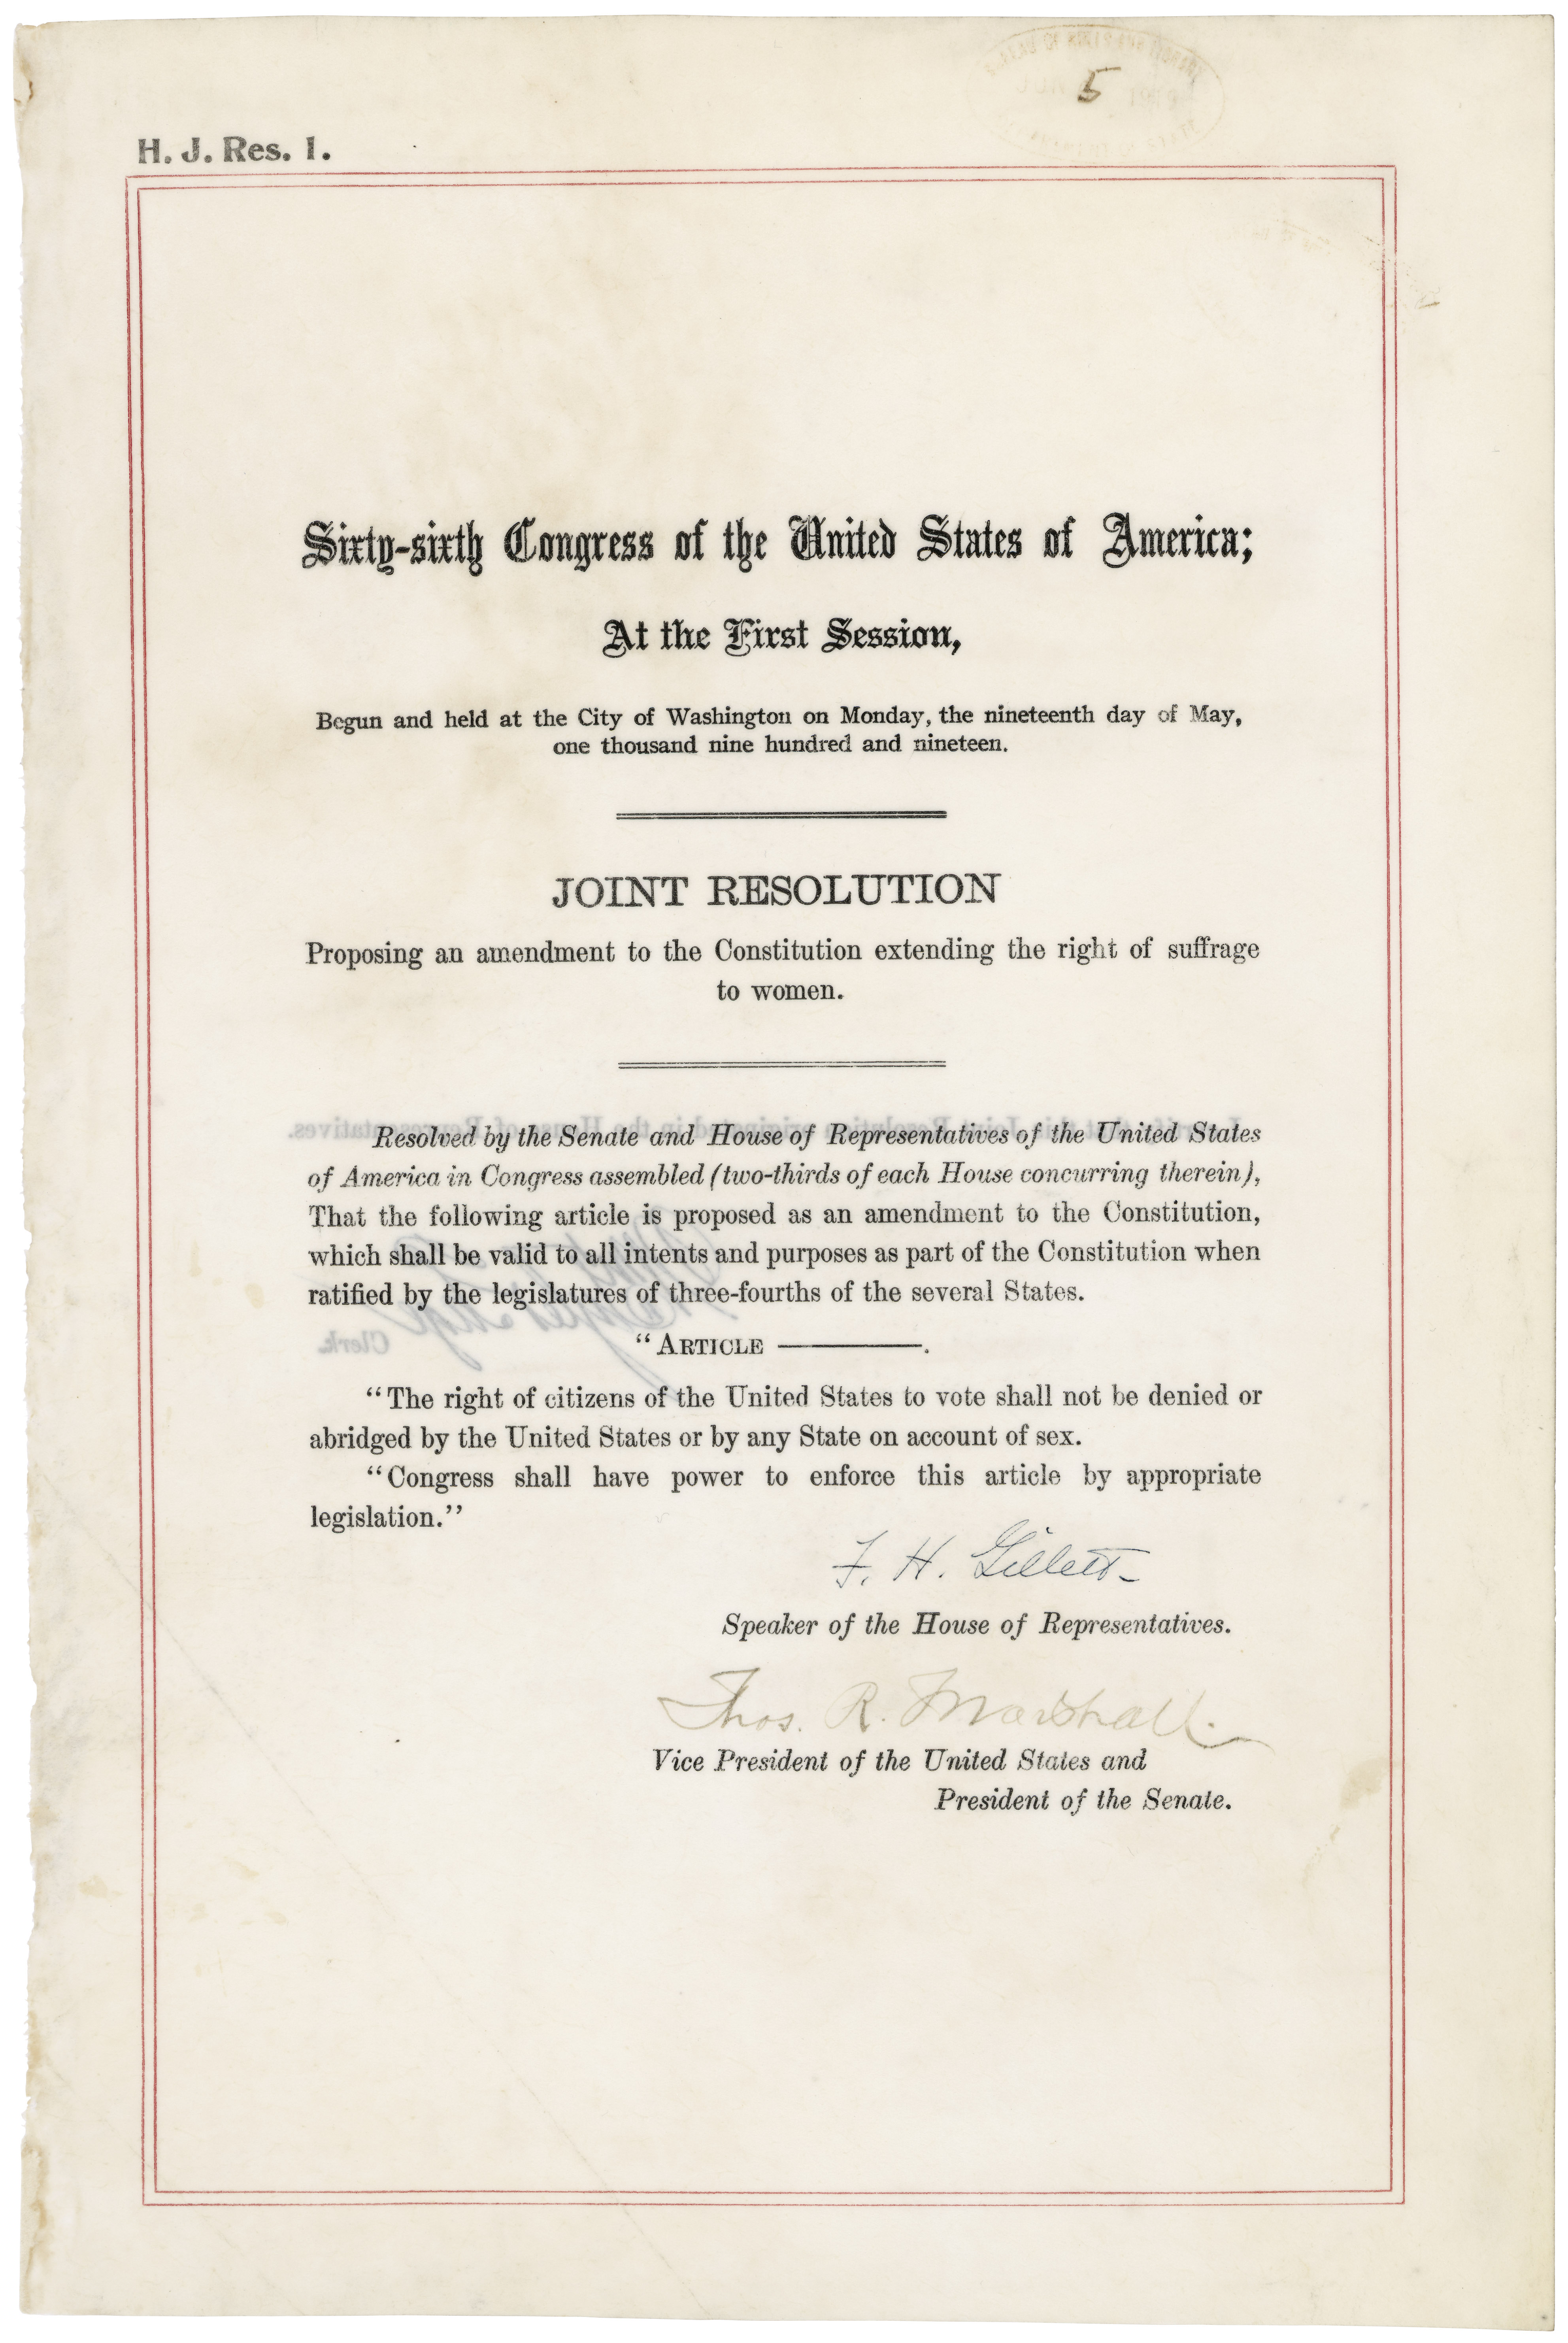 5
H. J. Res. 1.
Sixty-sixth Congress of the United States of America;
At the First Session,
Begun and held at the City of Washington on Monday, the nineteenth day of May,
one thousand nine hundred and nineteen.
JOINT RESOLUTION
Proposing an amendment to the Constitution extending the right of suffrage
to women.
Resolved by the Senate and House of Representatives of the United States
of America in Congress assembled (two-thirds of each House concurring therein),
That the following article is proposed as an amendment to the Constitution,
which shall be valid to all intents and purposes as part of the Constitution when
ratified by the legislatures of three-fourths of the several States.
"ARTICLE ———.
"The right of citizens of the United States to vote shall not be denied or
abridged by the United States or by any State on account of sex.
"Congress shall have power to enforce this article by appropriate
legislation."
F. H. Gillett
Speaker of the House of Representatives.
Thos. R. Marshall.
Vice President of the United States and
President of the Senate.